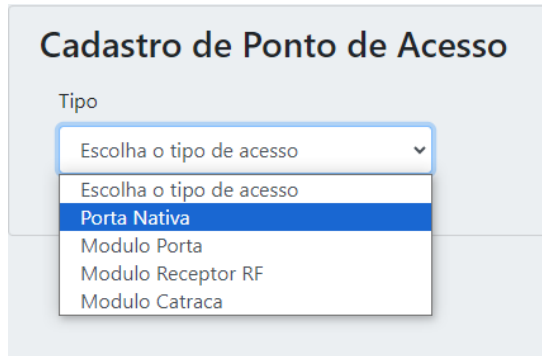 Cadastro de Ponto de Acesso
Tipo
Escolha o tipo de acesso
Escolha o tipo de acesso
Porta Nativa
Modulo Porta
Modulo Receptor RF
Modulo Catraca